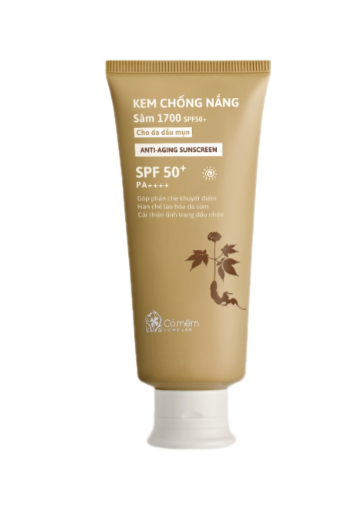 KEM CHỐNG NẮNG
Sâm 1700 SPF50+
Cho da dầu mụn
ANTI-AGING SUNSCREEN
SPF 50+
PA++++
Góp phần che khuyết điểm
Hạn chế lão hóa da sớm
Cải thiện tình trạng dầu nhờn
Cỏ mềm